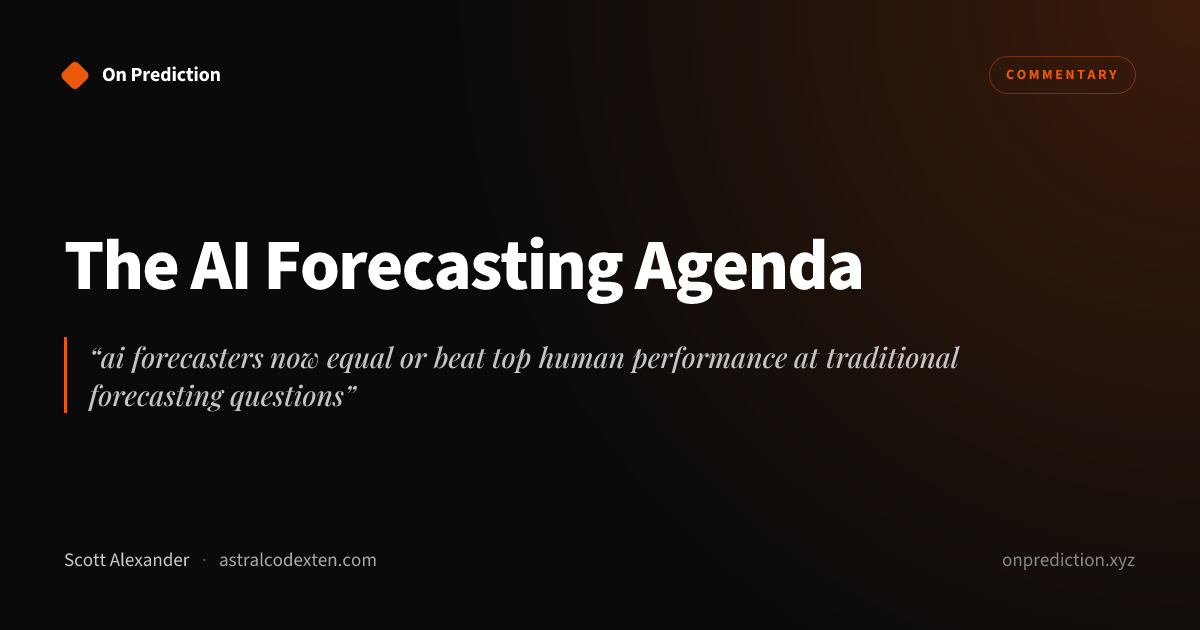 On Prediction
COMMENTARY
The AI Forecasting Agenda
“ai forecasters now equal or beat top human performance at traditional
forecasting questions”
Scott Alexander · astralcodexten.com
onprediction.xyz